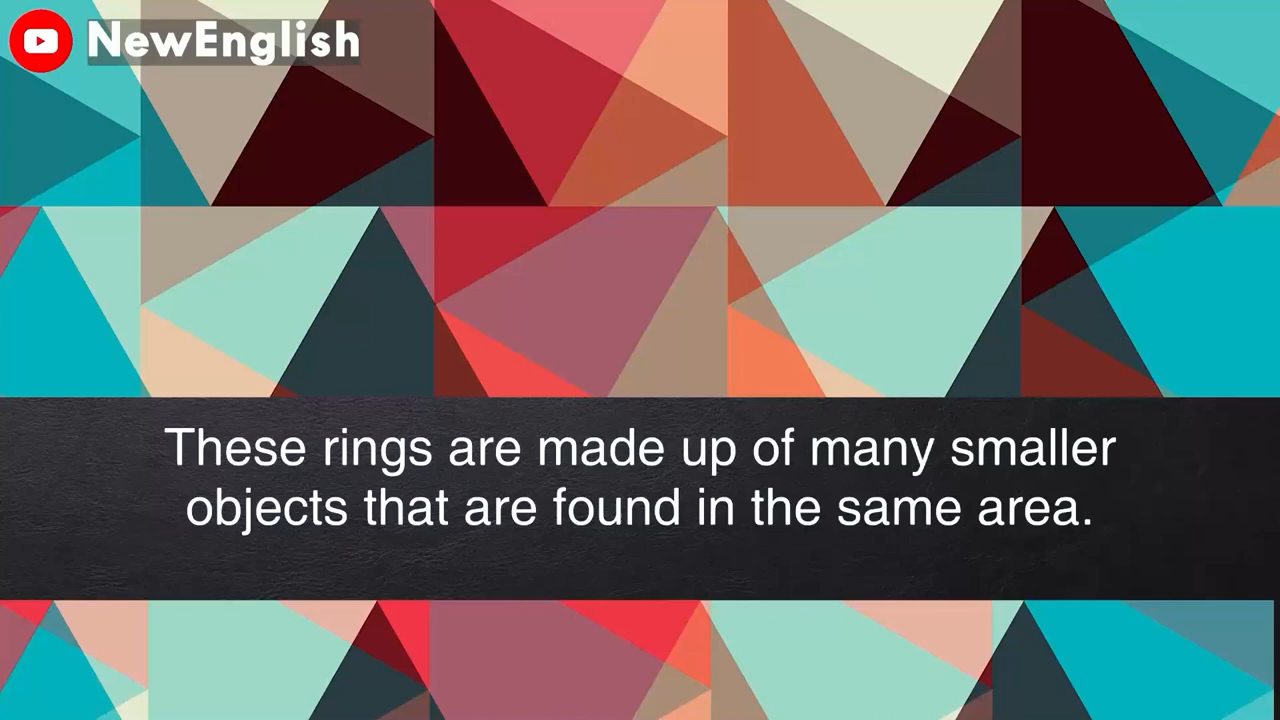 NewEnglish
These rings are made up of many smaller
objects that are found in the same area.